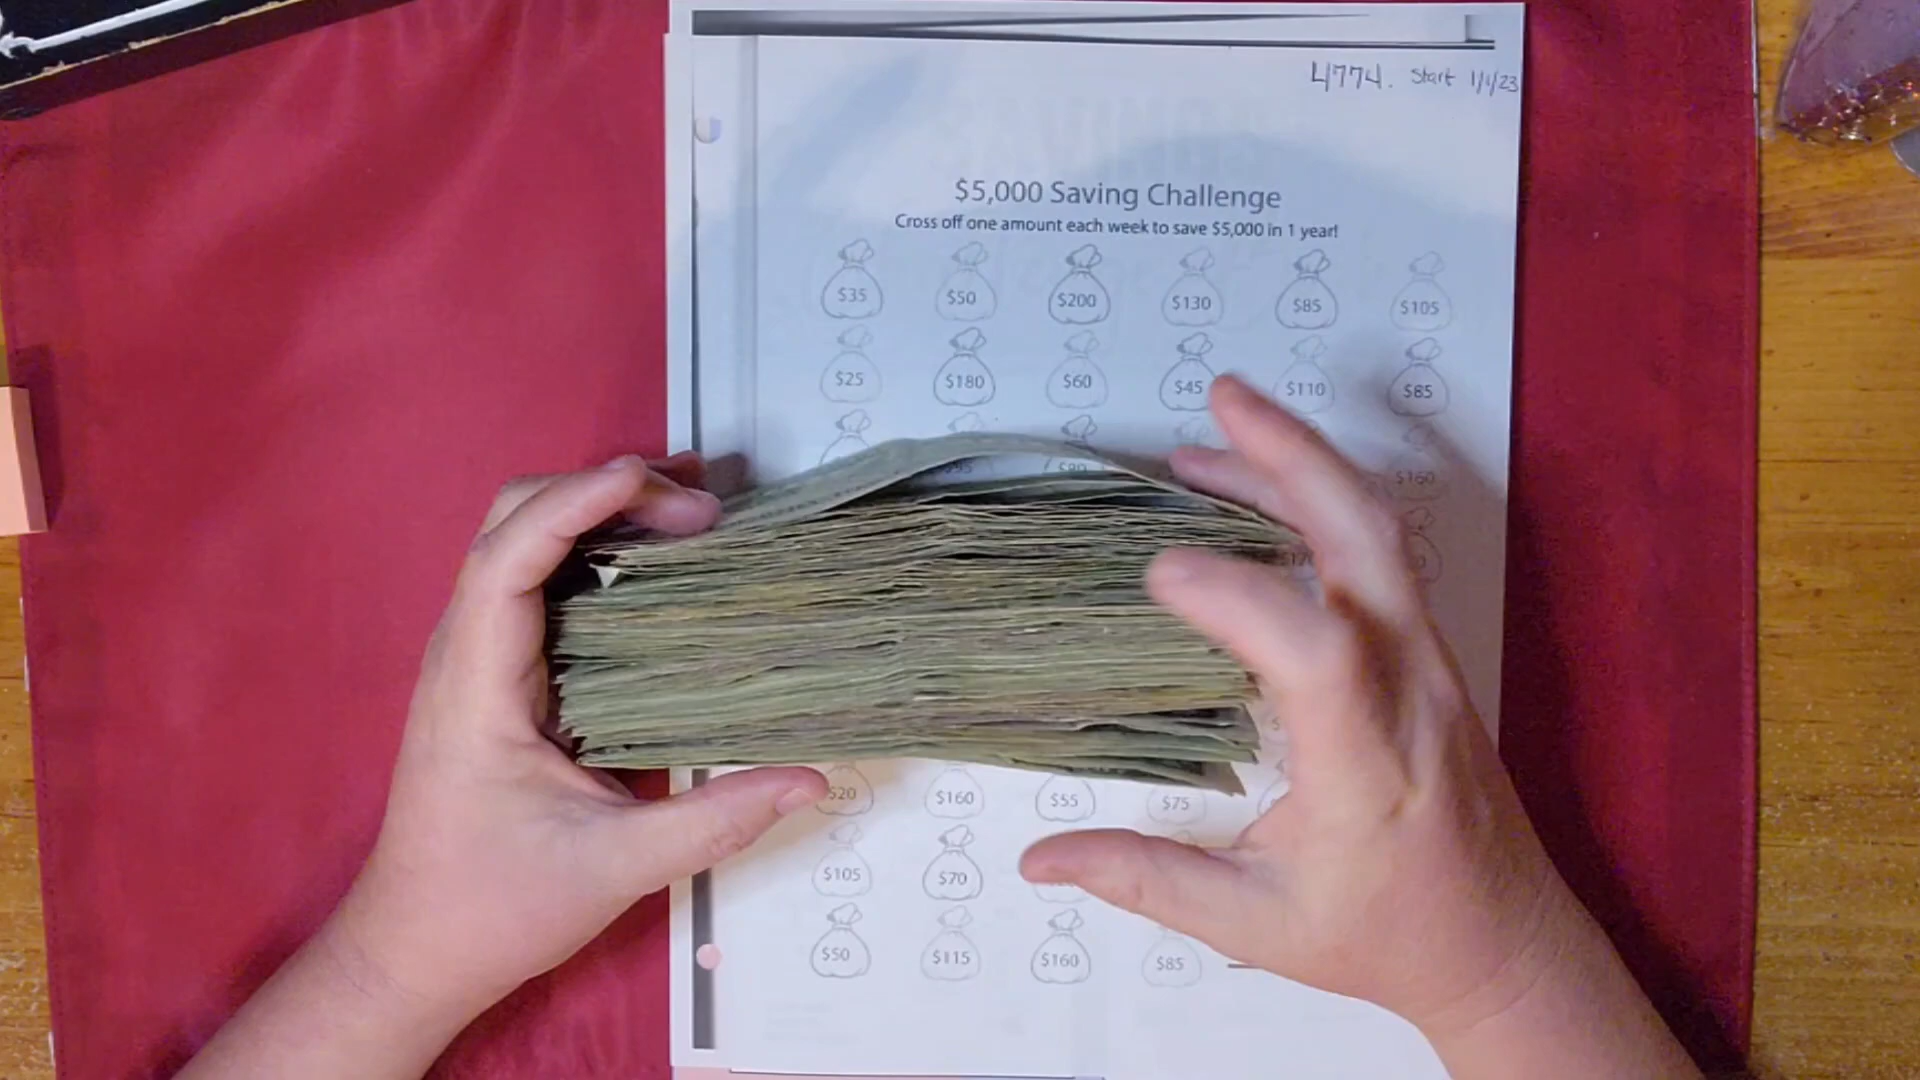 4774. Start 1/1/23
$5,000 Saving Challenge
Cross off one amount each week to save $5,000 in 1 year!
$35 $50 $200 $130 $85 $105
$25 $180 $60 $45 $110 $85
$160
$20 $160 $55 $75
$105 $70
$50 $115 $160 $85